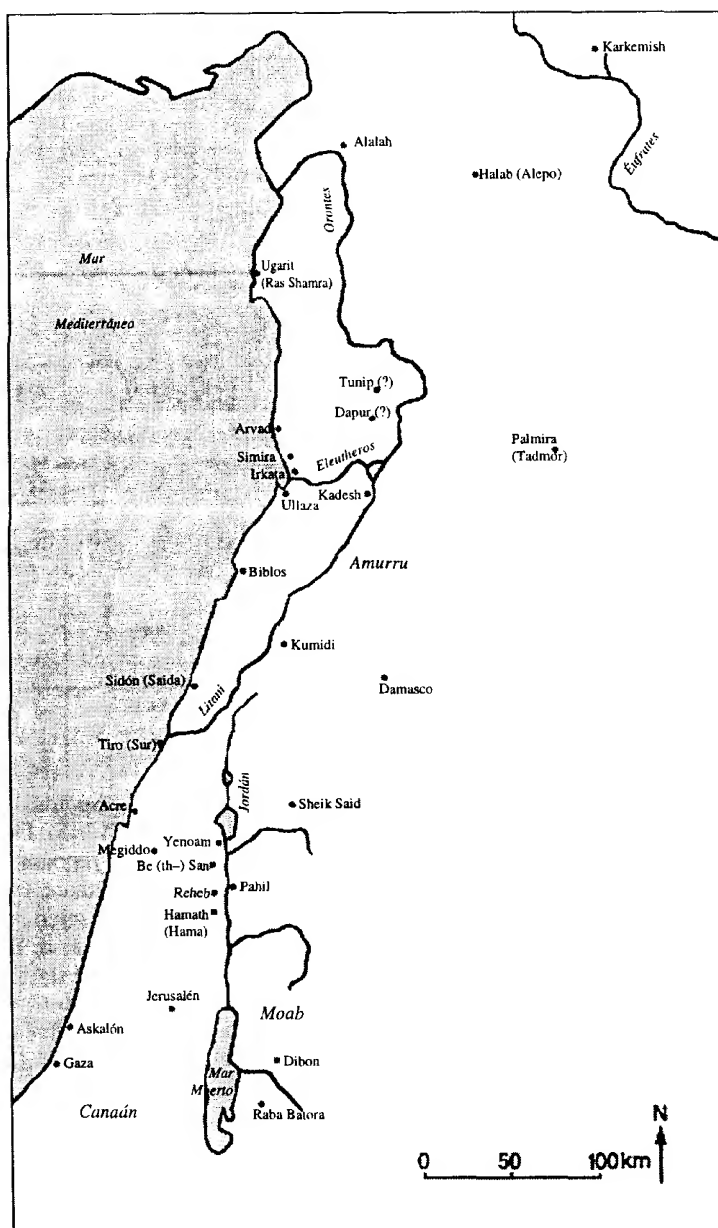 Karkemish
Alalah
Éufrates
Halab (Alepo)
Orontes
Mar
Ugarit
(Ras Shamra)
Mediterráneo
Tunip (?)
Dapur (?)
Arvad
Palmira
(Tadmor)
Simira
Eleutheros
Irkata
Kadesh
Ullaza
Amurru
Biblos
Kumidi
Sidón (Saida)
Damasco
Litani
Tiro (Sur)
Jordán
Acre
Sheik Said
Yenoam
Megiddo
Be (th-) San
Reheb
Pahil
Hamath
(Hama)
Jerusalén
Moab
Askalón
Gaza
Dibon
Mar
Muerto
Canaán
Raba Batora
N
0 50 100km